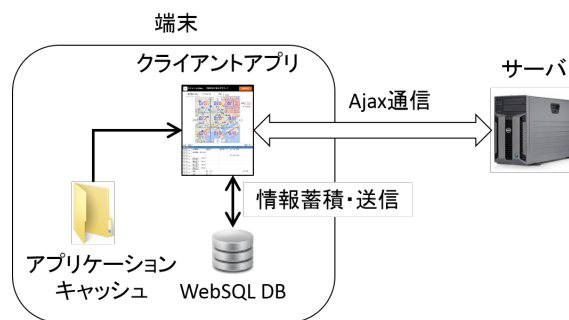 端末
クライアントアプリ
サーバ
Ajax通信
情報蓄積・送信
アプリケーション
キャッシュ
WebSQL DB